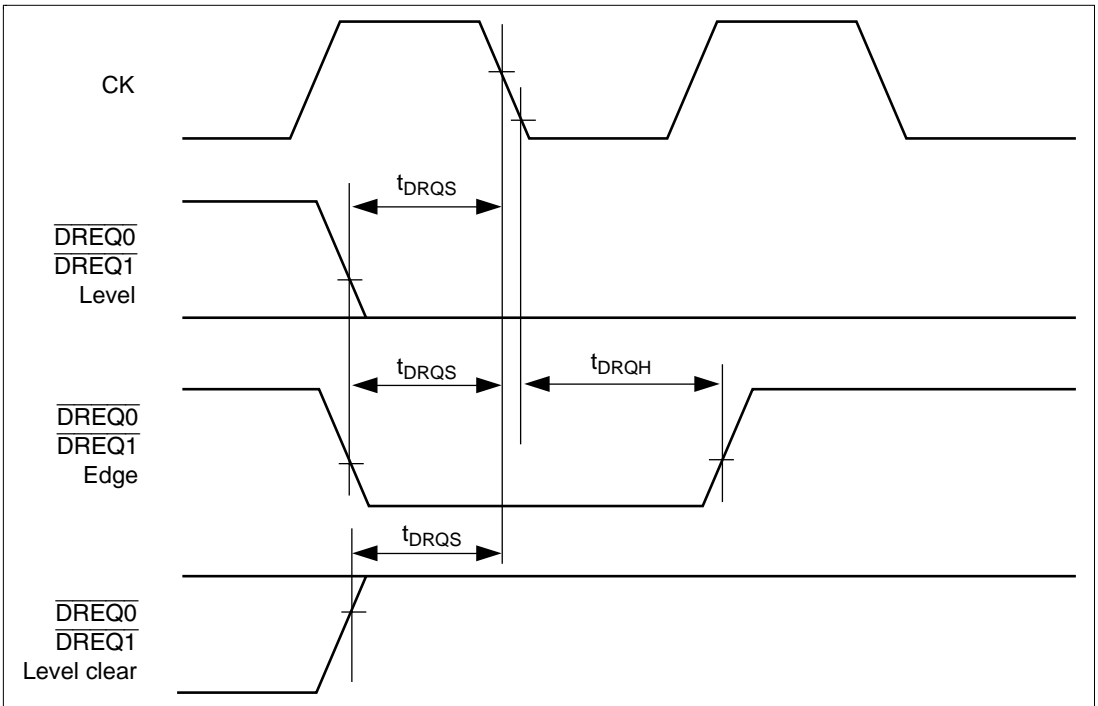 CK
tDRQS
DREQ0
DREQ1
Level
tDRQS
tDRQH
DREQ0
DREQ1
Edge
tDRQS
DREQ0
DREQ1
Level clear